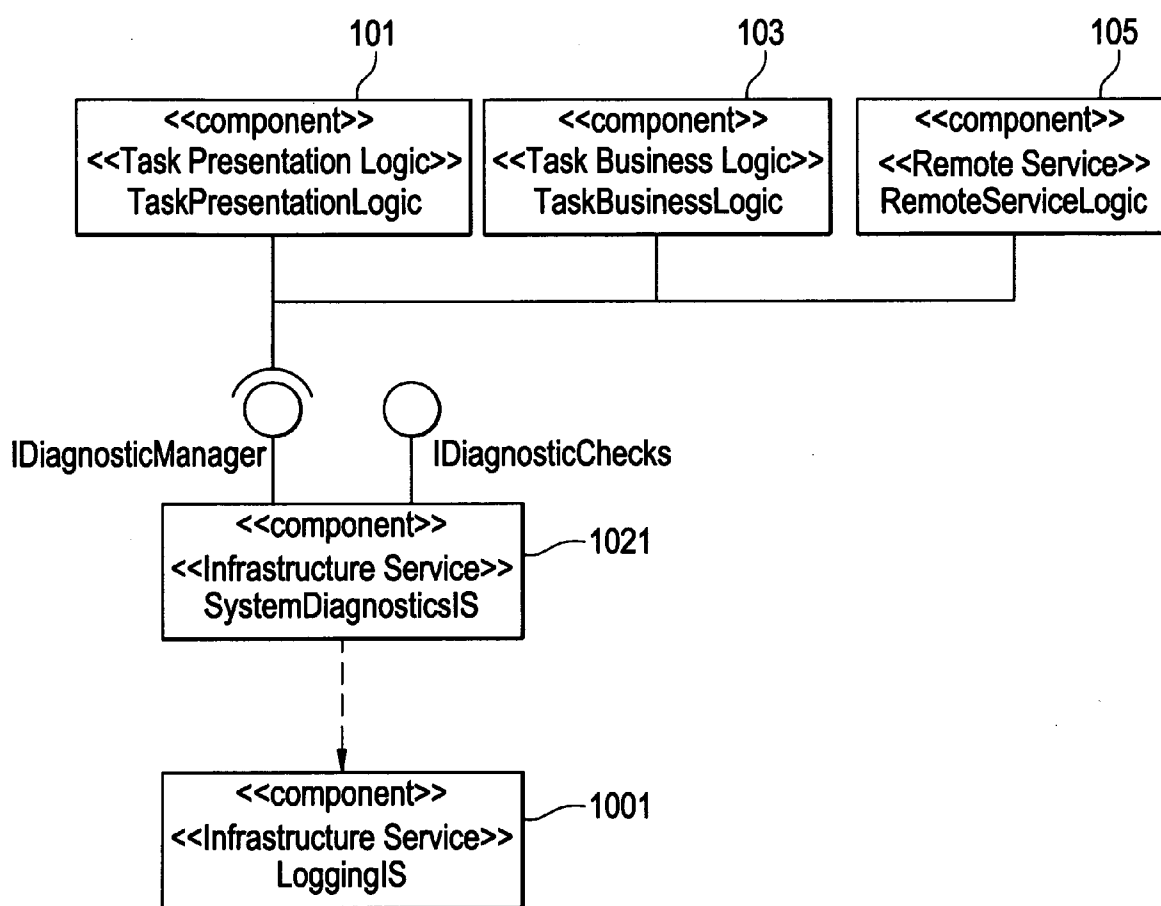 101
103
105
<<component>>
<<Task Presentation Logic>>
TaskPresentationLogic
<<component>>
<<Task Business Logic>>
TaskBusinessLogic
<<component>>
<<Remote Service>>
RemoteServiceLogic
IDiagnosticManager
IDiagnosticChecks
<<component>>
<<Infrastructure Service>>
SystemDiagnosticsIS
1021
<<component>>
<<Infrastructure Service>>
LoggingIS
1001